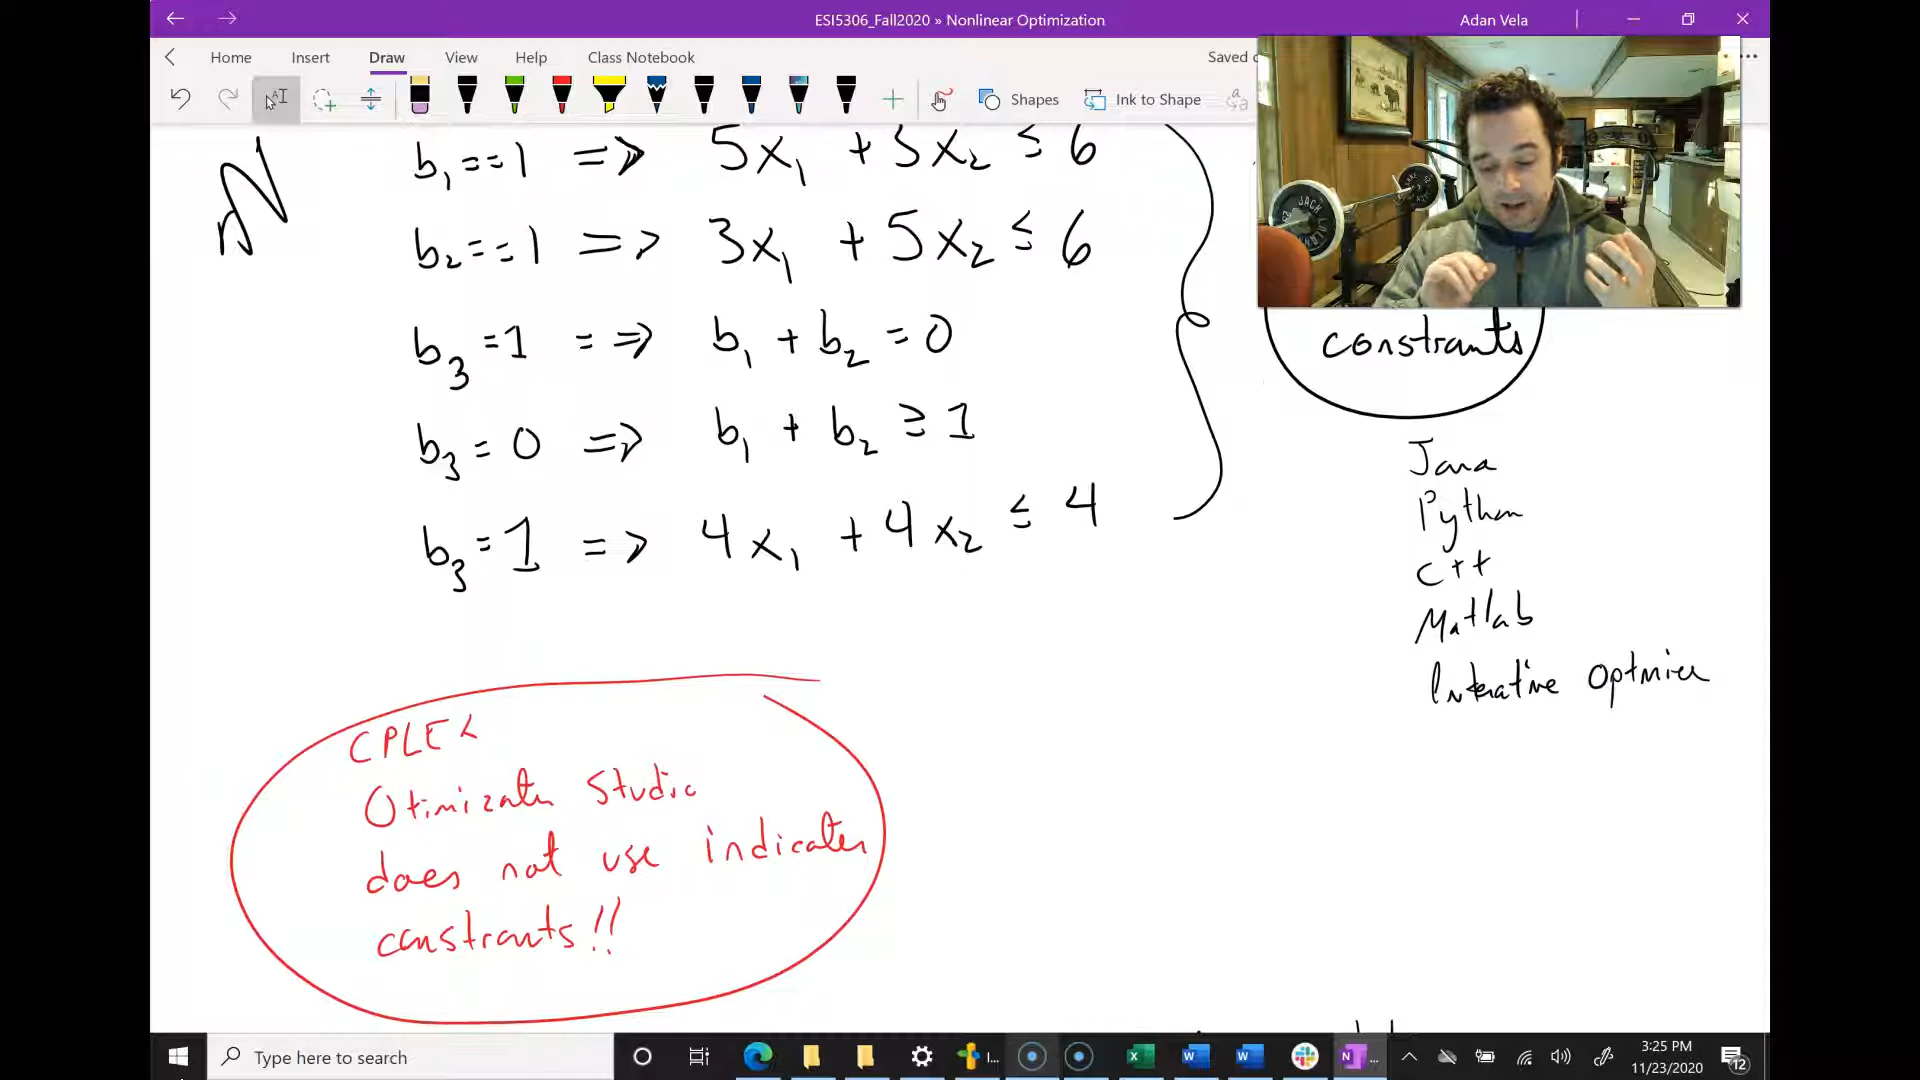 ESI5306_Fall2020 » Nonlinear Optimization
Adan Vela
Home Insert Draw View Help Class Notebook
Saved
Shapes Ink to Shape
b₁ == 1 => 5x₁ + 3x₂ ≤ 6
b₂ == 1 => 3x₁ + 5x₂ ≤ 6
b₃ = 1 => b₁ + b₂ = 0
b₃ = 0 => b₁ + b₂ ≥ 1
b₃ = 1 => 4x₁ + 4x₂ ≤ 4
constrants
Java
Python
C++
Matlab
Interative Optmier
CPLEX
Otimizatn Studio
does not use indicator
constrants!!
Type here to search
3:25 PM
11/23/2020
12